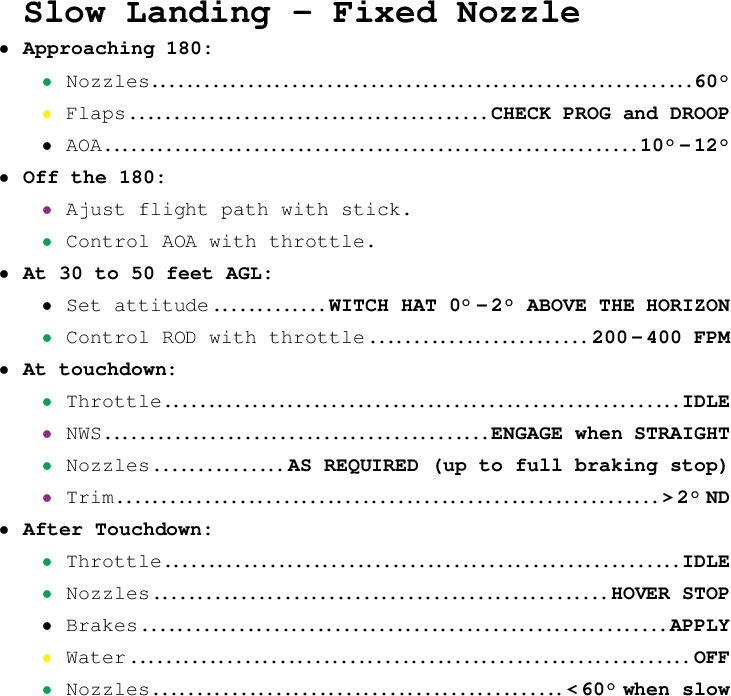 Slow Landing – Fixed Nozzle
• Approaching 180:
• Nozzles................................................................60°
• Flaps.........................................CHECK PROG and DROOP
• AOA.............................................................10°–12°
• Off the 180:
• Ajust flight path with stick.
• Control AOA with throttle.
• At 30 to 50 feet AGL:
• Set attitude.............WITCH HAT 0°–2° ABOVE THE HORIZON
• Control ROD with throttle.........................200–400 FPM
• At touchdown:
• Throttle...........................................................IDLE
• NWS............................................ENGAGE when STRAIGHT
• Nozzles...............AS REQUIRED (up to full braking stop)
• Trim..............................................................>2° ND
• After Touchdown:
• Throttle...........................................................IDLE
• Nozzles....................................................HOVER STOP
• Brakes............................................................APPLY
• Water................................................................OFF
• Nozzles...............................................<60° when slow